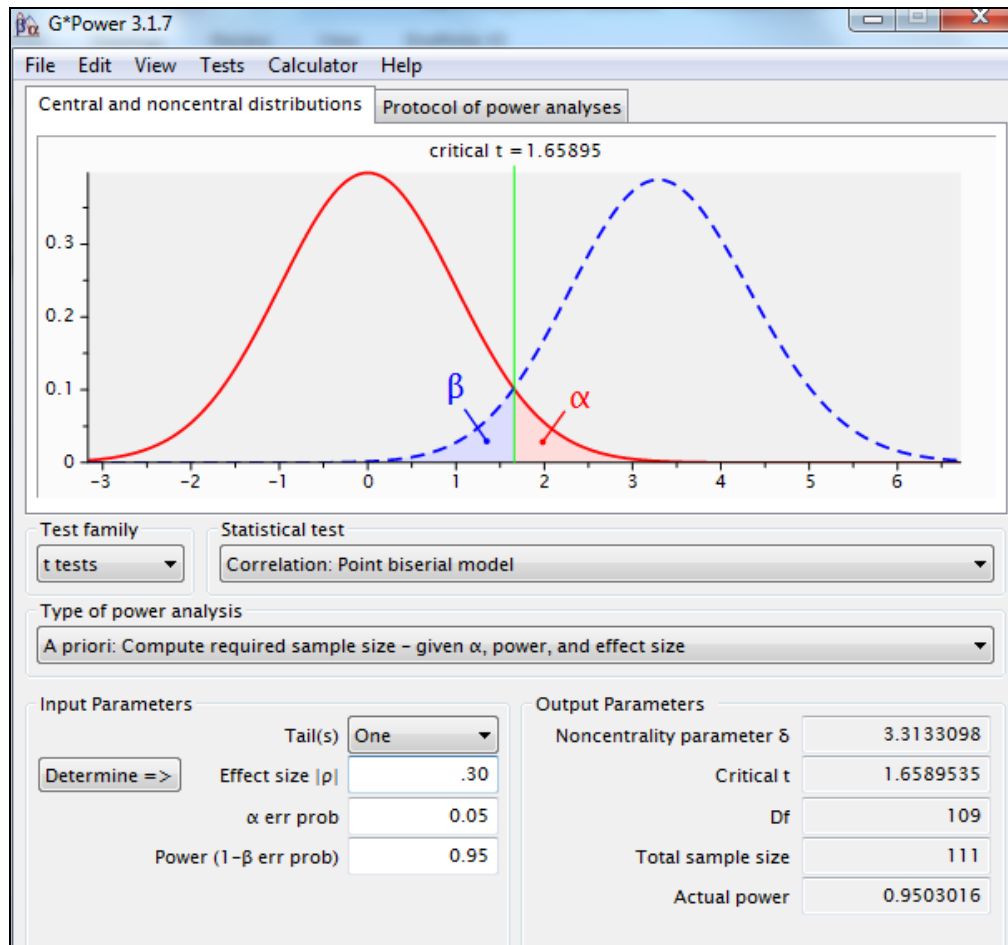 G*Power 3.1.7
File Edit View Tests Calculator Help
Central and noncentral distributions Protocol of power analyses
critical t = 1.65895
0.3
0.2
β α
0.1
0
-3 -2 -1 0 1 2 3 4 5 6
Test family Statistical test
t tests Correlation: Point biserial model
Type of power analysis
A priori: Compute required sample size - given α, power, and effect size
Input Parameters Output Parameters
Tail(s) One Noncentrality parameter δ 3.3133098
Determine => Effect size |ρ| .30 Critical t 1.6589535
α err prob 0.05 Df 109
Power (1-β err prob) 0.95 Total sample size 111
Actual power 0.9503016